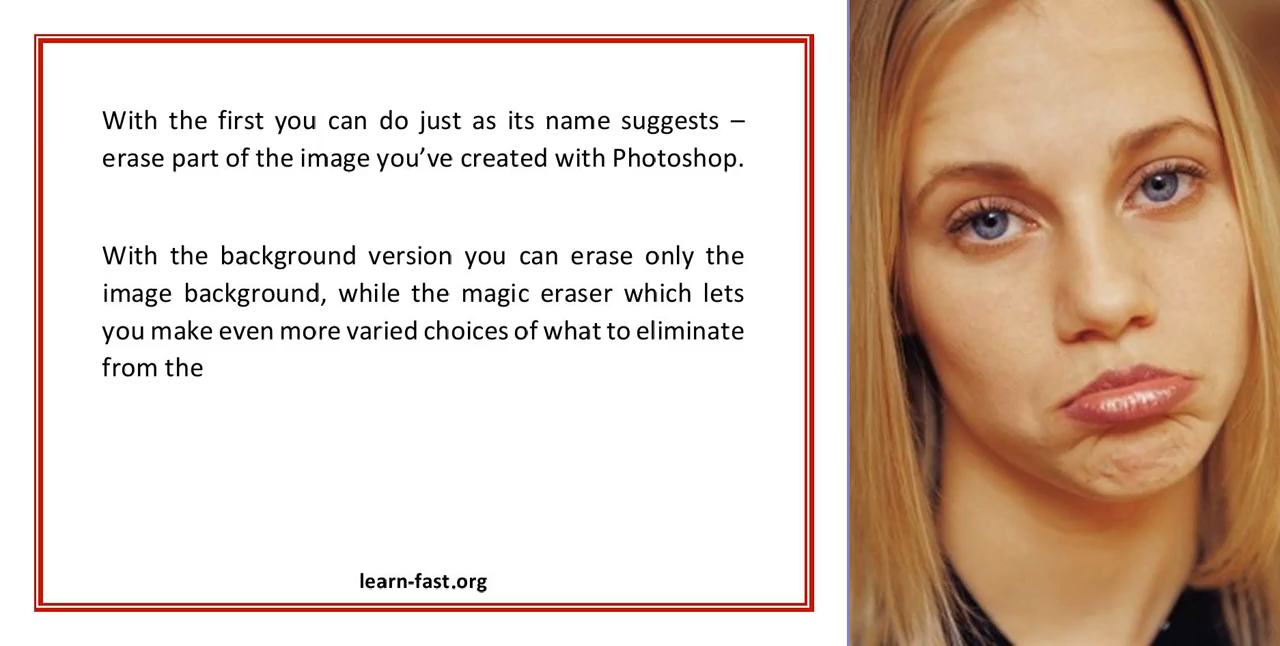 With the first you can do just as its name suggests –
erase part of the image you’ve created with Photoshop.
With the background version you can erase only the
image background, while the magic eraser which lets
you make even more varied choices of what to eliminate
from the
learn-fast.org